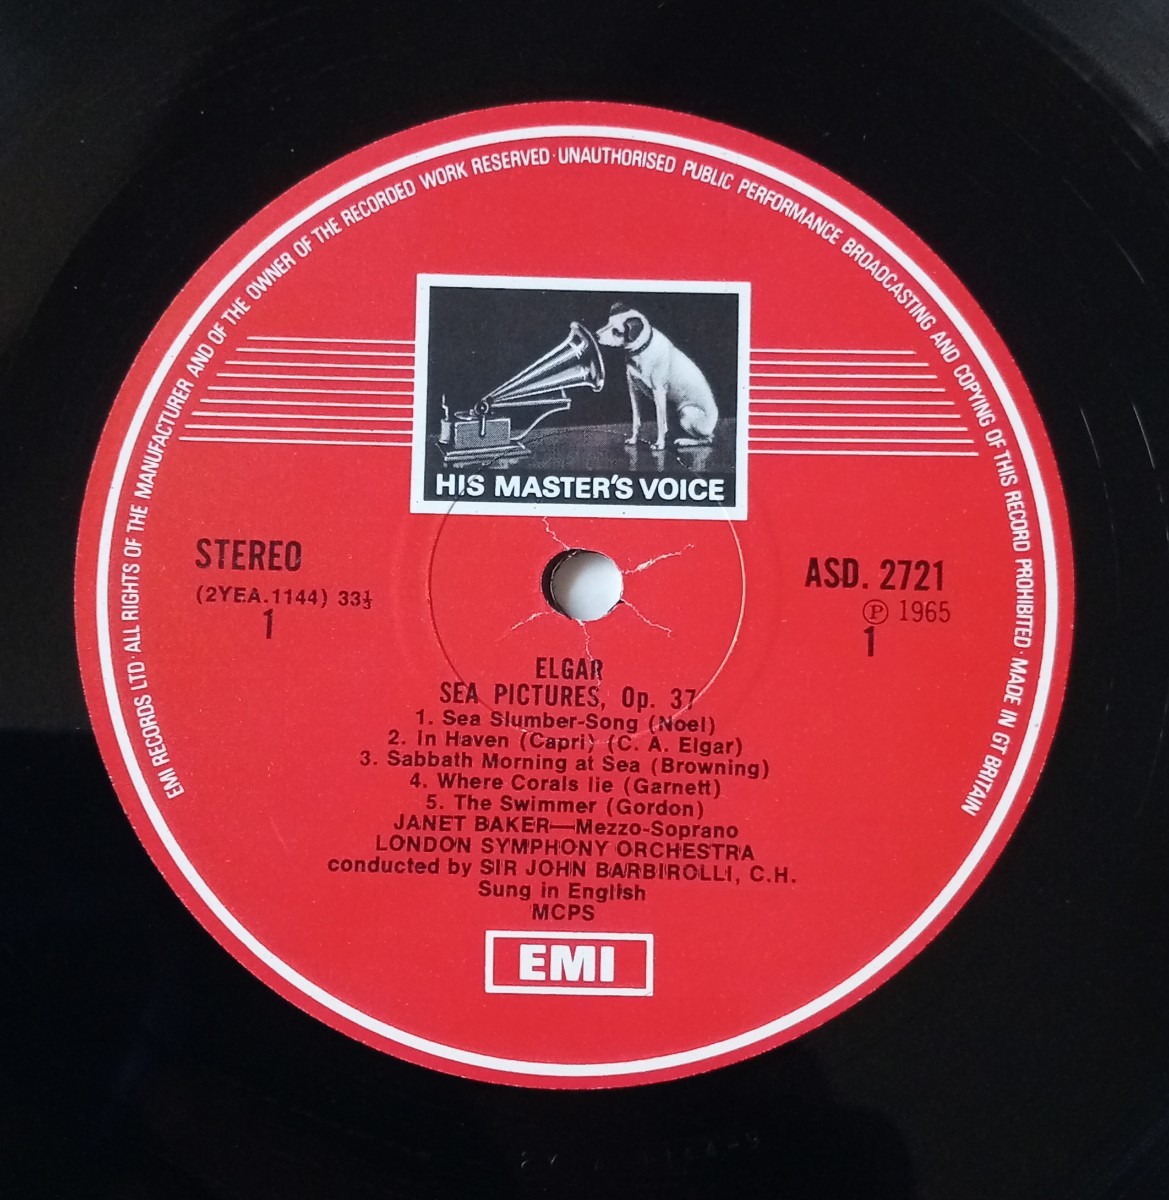 EMI RECORDS LTD · ALL RIGHTS OF THE MANUFACTURER AND OF THE OWNER OF THE RECORDED WORK RESERVED · UNAUTHORISED PUBLIC PERFORMANCE BROADCASTING AND COPYING OF THIS RECORD PROHIBITED · MADE IN GT BRITAIN
HIS MASTER'S VOICE
STEREO
(2YEA.1144) 33⅓
1
ASD. 2721
℗ 1965
1
ELGAR
SEA PICTURES, Op. 37
1. Sea Slumber-Song (Noel)
2. In Haven (Capri) (C. A. Elgar)
3. Sabbath Morning at Sea (Browning)
4. Where Corals lie (Garnett)
5. The Swimmer (Gordon)
JANET BAKER—Mezzo-Soprano
LONDON SYMPHONY ORCHESTRA
conducted by SIR JOHN BARBIROLLI, C.H.
Sung in English
MCPS
EMI